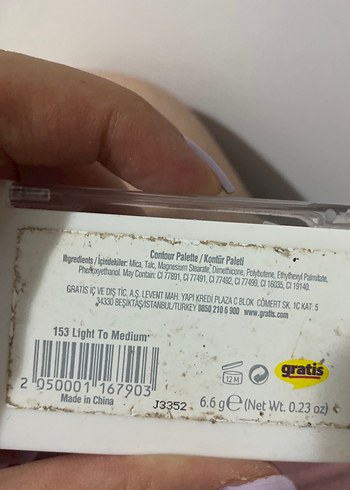 Contour Palette / Kontür Paleti
Ingredients / İçindekiler: Mica, Talc, Magnesium Stearate, Dimethicone, Polybutene, Ethylhexyl Palmitate,
Phenoxyethanol. May Contain: CI 77891, CI 77491, CI 77492, CI 77499, CI 16035, CI 19140.
GRATİS İÇ VE DIŞ TİC. A.Ş. LEVENT MAH. YAPI KREDİ PLAZA C BLOK CÖMERT SK. 1C KAT: 5
34330 BEŞİKTAŞ/İSTANBUL/TURKEY 0850 210 6 900 www.gratis.com
153 Light To Medium
12M
gratis
2 050001 167903
Made in China
J3352
6.6 g e (Net Wt. 0.23 oz)